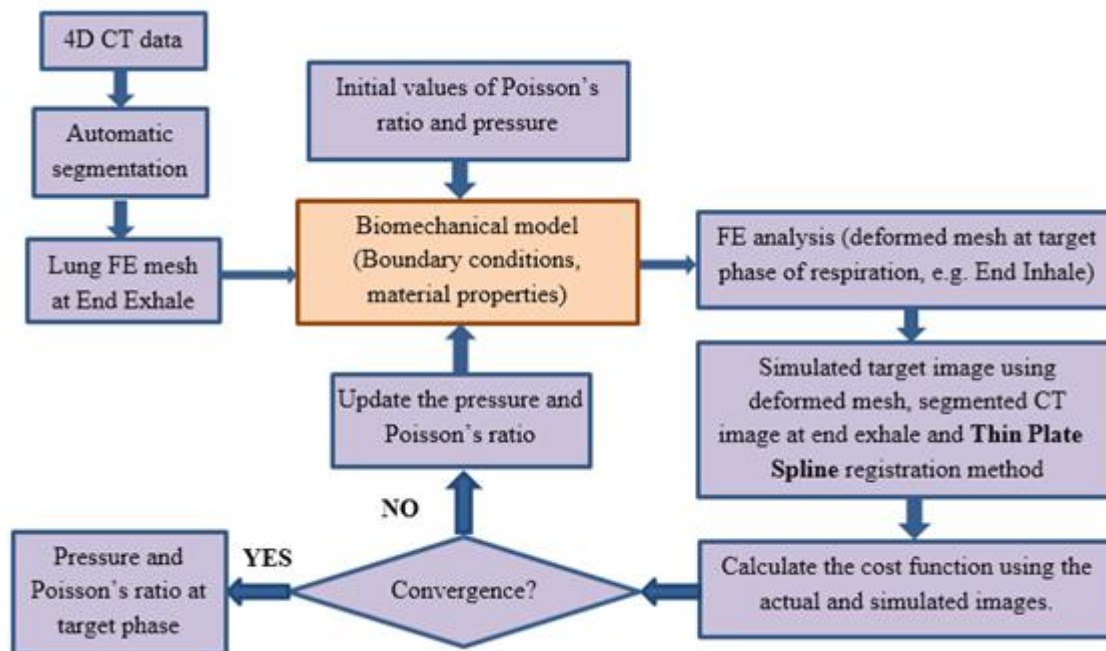 4D CT data
Automatic
segmentation
Lung FE mesh
at End Exhale
Initial values of Poisson’s
ratio and pressure
Biomechanical model
(Boundary conditions,
material properties)
FE analysis (deformed mesh at target
phase of respiration, e.g. End Inhale)
Simulated target image using
deformed mesh, segmented CT
image at end exhale and Thin Plate
Spline registration method
Calculate the cost function using the
actual and simulated images.
Convergence?
NO
Update the pressure and
Poisson’s ratio
YES
Pressure and
Poisson’s ratio at
target phase